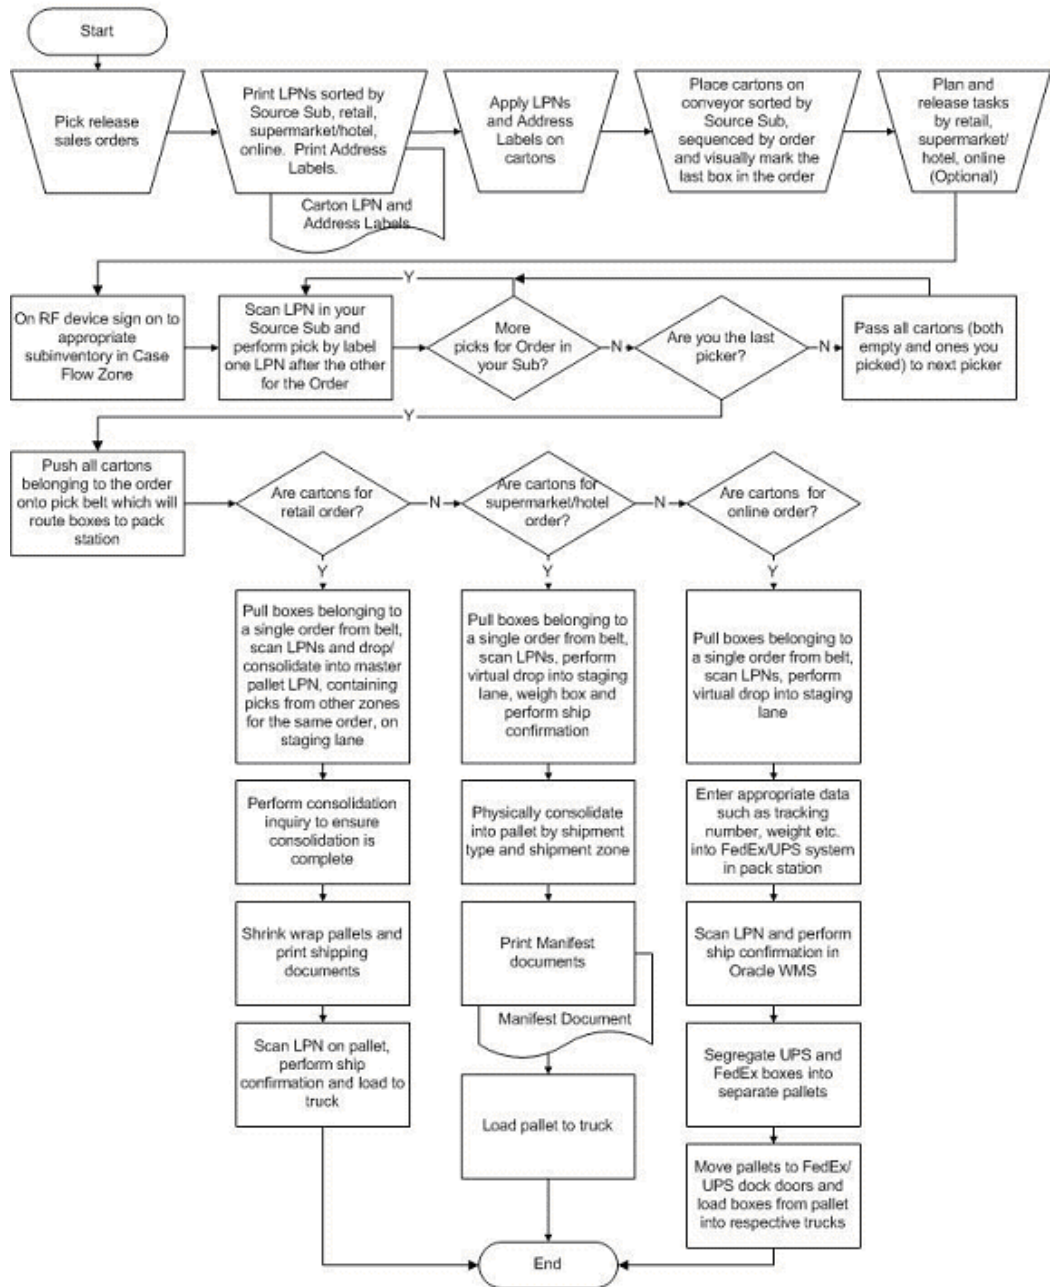 Start
Pick release
sales orders
Print LPNs sorted by
Source Sub, retail,
supermarket/hotel,
online. Print Address
Labels.
Carton LPN and
Address Labels
Apply LPNs
and Address
Labels on
cartons
Place cartons on
conveyor sorted by
Source Sub,
sequenced by order
and visually mark the
last box in the order
Plan and
release tasks
by retail,
supermarket/
hotel, online
(Optional)
Y
On RF device sign on to
appropriate
subinventory in Case
Flow Zone
Scan LPN in your
Source Sub and
perform pick by label
one LPN after the other
for the Order
More
picks for Order in
your Sub?
N
Are you the last
picker?
N
Pass all cartons (both
empty and ones you
picked) to next picker
Y
Push all cartons
belonging to the order
onto pick belt which will
route boxes to pack
station
Are cartons for
retail order?
N
Are cartons for
supermarket/hotel
order?
N
Are cartons for
online order?
Y
Y
Y
Pull boxes belonging to
a single order from belt,
scan LPNs and drop/
consolidate into master
pallet LPN, containing
picks from other zones
for the same order, on
staging lane
Pull boxes belonging to
a single order from belt,
scan LPNs, perform
virtual drop into staging
lane, weigh box and
perform ship
confirmation
Pull boxes belonging to
a single order from belt,
scan LPNs, perform
virtual drop into staging
lane
Perform consolidation
inquiry to ensure
consolidation is
complete
Physically consolidate
into pallet by shipment
type and shipment zone
Enter appropriate data
such as tracking
number, weight etc.
into FedEx/UPS system
in pack station
Shrink wrap pallets and
print shipping
documents
Print Manifest
documents
Manifest Document
Scan LPN and perform
ship confirmation in
Oracle WMS
Scan LPN on pallet,
perform ship
confirmation and load to
truck
Load pallet to truck
Segregate UPS and
FedEx boxes into
separate pallets
Move pallets to FedEx/
UPS dock doors and
load boxes from pallet
into respective trucks
End